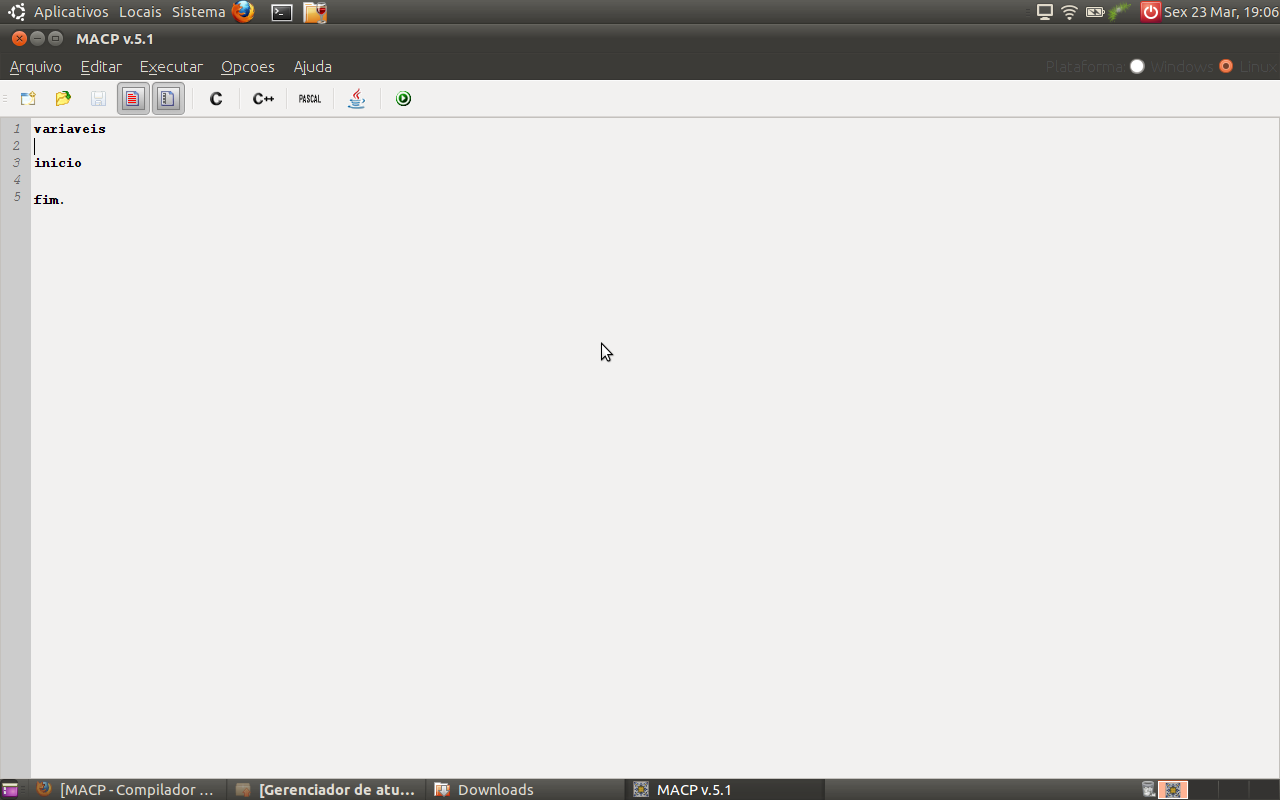 Aplicativos Locais Sistema Sex 23 Mar, 19:06
MACP v.5.1
Arquivo Editar Executar Opcoes Ajuda Plataforma: Windows Linux
C C++ PASCAL
1 variaveis
2
3 inicio
4
5 fim.
[MACP - Compilador ... [Gerenciador de atu... Downloads MACP v.5.1